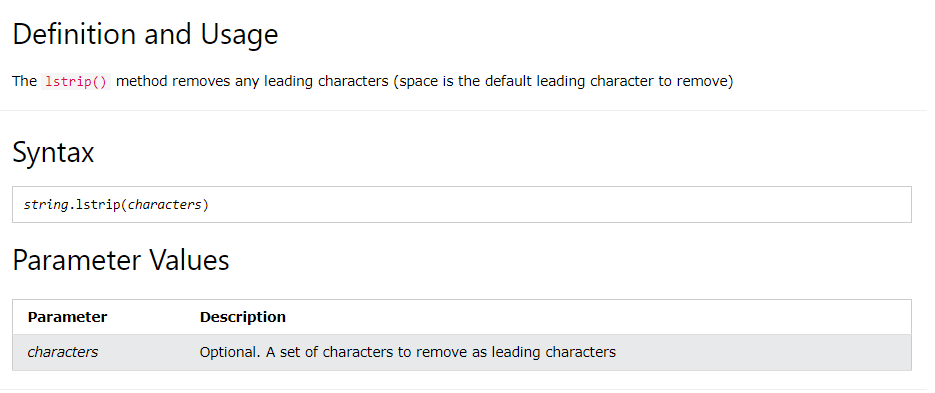 Definition and Usage
The lstrip() method removes any leading characters (space is the default leading character to remove)
Syntax
string.lstrip(characters)
Parameter Values
Parameter Description
characters Optional. A set of characters to remove as leading characters